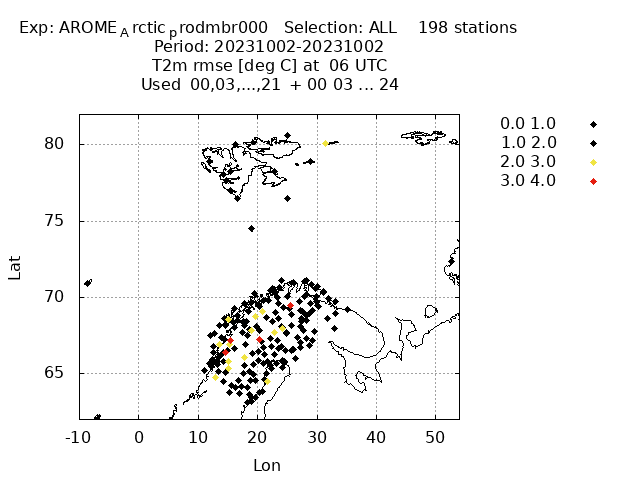 Exp: AROME_Arctic_prodmbr000 Selection: ALL 198 stations
Period: 20231002-20231002
T2m rmse [deg C] at 06 UTC
Used 00,03,...,21 + 00 03 ... 24
0.0 1.0
1.0 2.0
2.0 3.0
3.0 4.0
80
75
70
65
Lat
-10 0 10 20 30 40 50
Lon